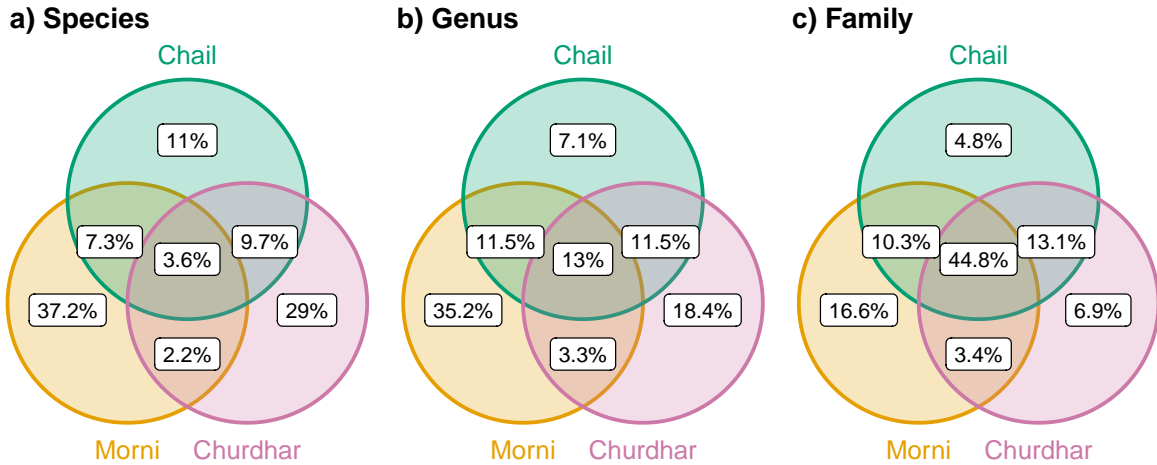 a) Species
b) Genus
c) Family
Chail
Chail
Chail
11%
7.1%
4.8%
7.3%
3.6%
9.7%
11.5%
13%
11.5%
10.3%
44.8%
13.1%
37.2%
29%
35.2%
18.4%
16.6%
6.9%
2.2%
3.3%
3.4%
Morni
Churdhar
Morni
Churdhar
Morni
Churdhar